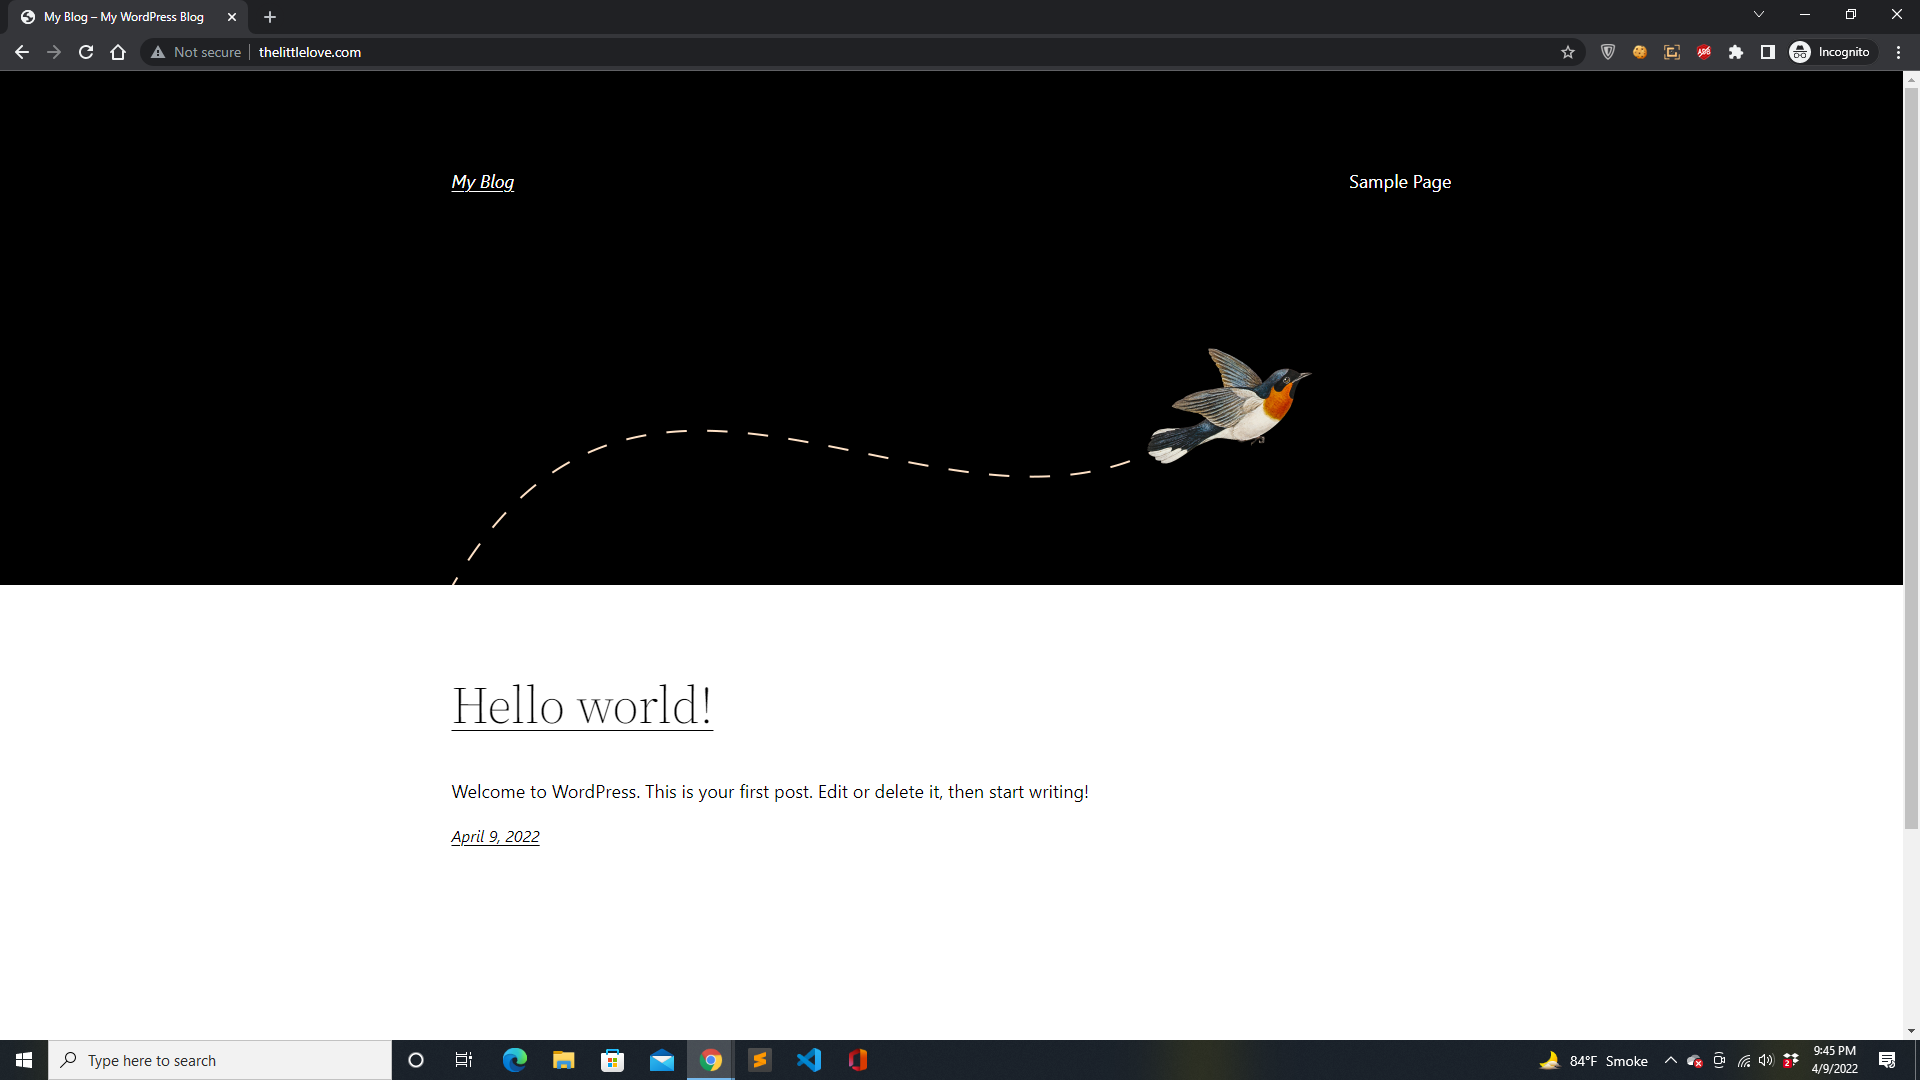 My Blog – My WordPress Blog
Not secure
thelittlelove.com
ABP
Incognito
My Blog
Sample Page
Hello world!
Welcome to WordPress. This is your first post. Edit or delete it, then start writing!
April 9, 2022
Type here to search
84°F Smoke
2
9:45 PM
4/9/2022